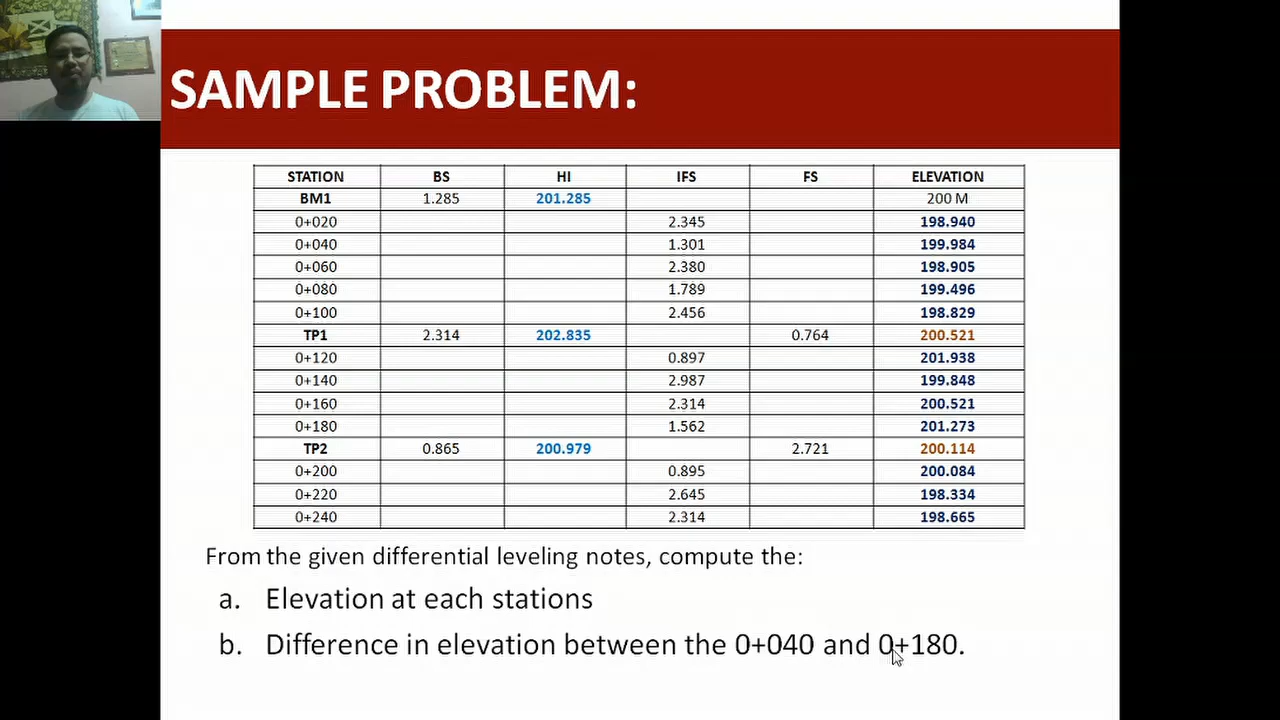 SAMPLE PROBLEM:
STATION BS HI IFS FS ELEVATION
BM1 1.285 201.285 200 M
0+020 2.345 198.940
0+040 1.301 199.984
0+060 2.380 198.905
0+080 1.789 199.496
0+100 2.456 198.829
TP1 2.314 202.835 0.764 200.521
0+120 0.897 201.938
0+140 2.987 199.848
0+160 2.314 200.521
0+180 1.562 201.273
TP2 0.865 200.979 2.721 200.114
0+200 0.895 200.084
0+220 2.645 198.334
0+240 2.314 198.665
From the given differential leveling notes, compute the:
a. Elevation at each stations
b. Difference in elevation between the 0+040 and 0+180.